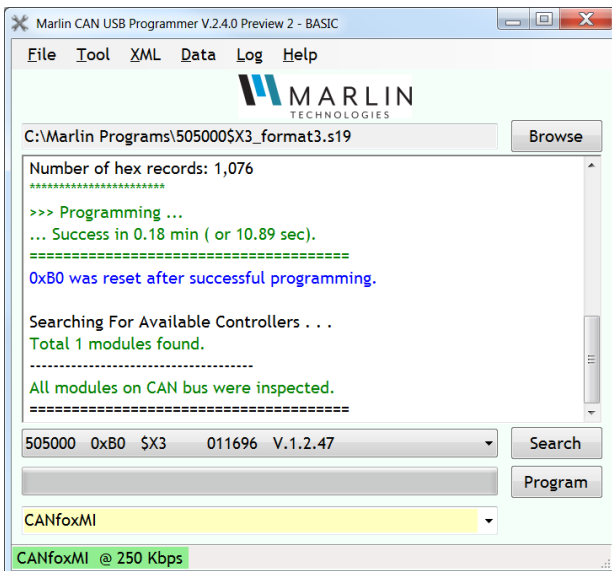 Marlin CAN USB Programmer V.2.4.0 Preview 2 - BASIC
File Tool XML Data Log Help
MARLIN
TECHNOLOGIES
C:\Marlin Programs\505000$X3_format3.s19 Browse
Number of hex records: 1,076
***********************
>>> Programming ...
... Success in 0.18 min ( or 10.89 sec).
======================================
0xB0 was reset after successful programming.
Searching For Available Controllers . . .
Total 1 modules found.
-------------------------------------
All modules on CAN bus were inspected.
======================================
505000 0xB0 $X3 011696 V.1.2.47 Search
Program
CANfoxMI
CANfoxMI @ 250 Kbps